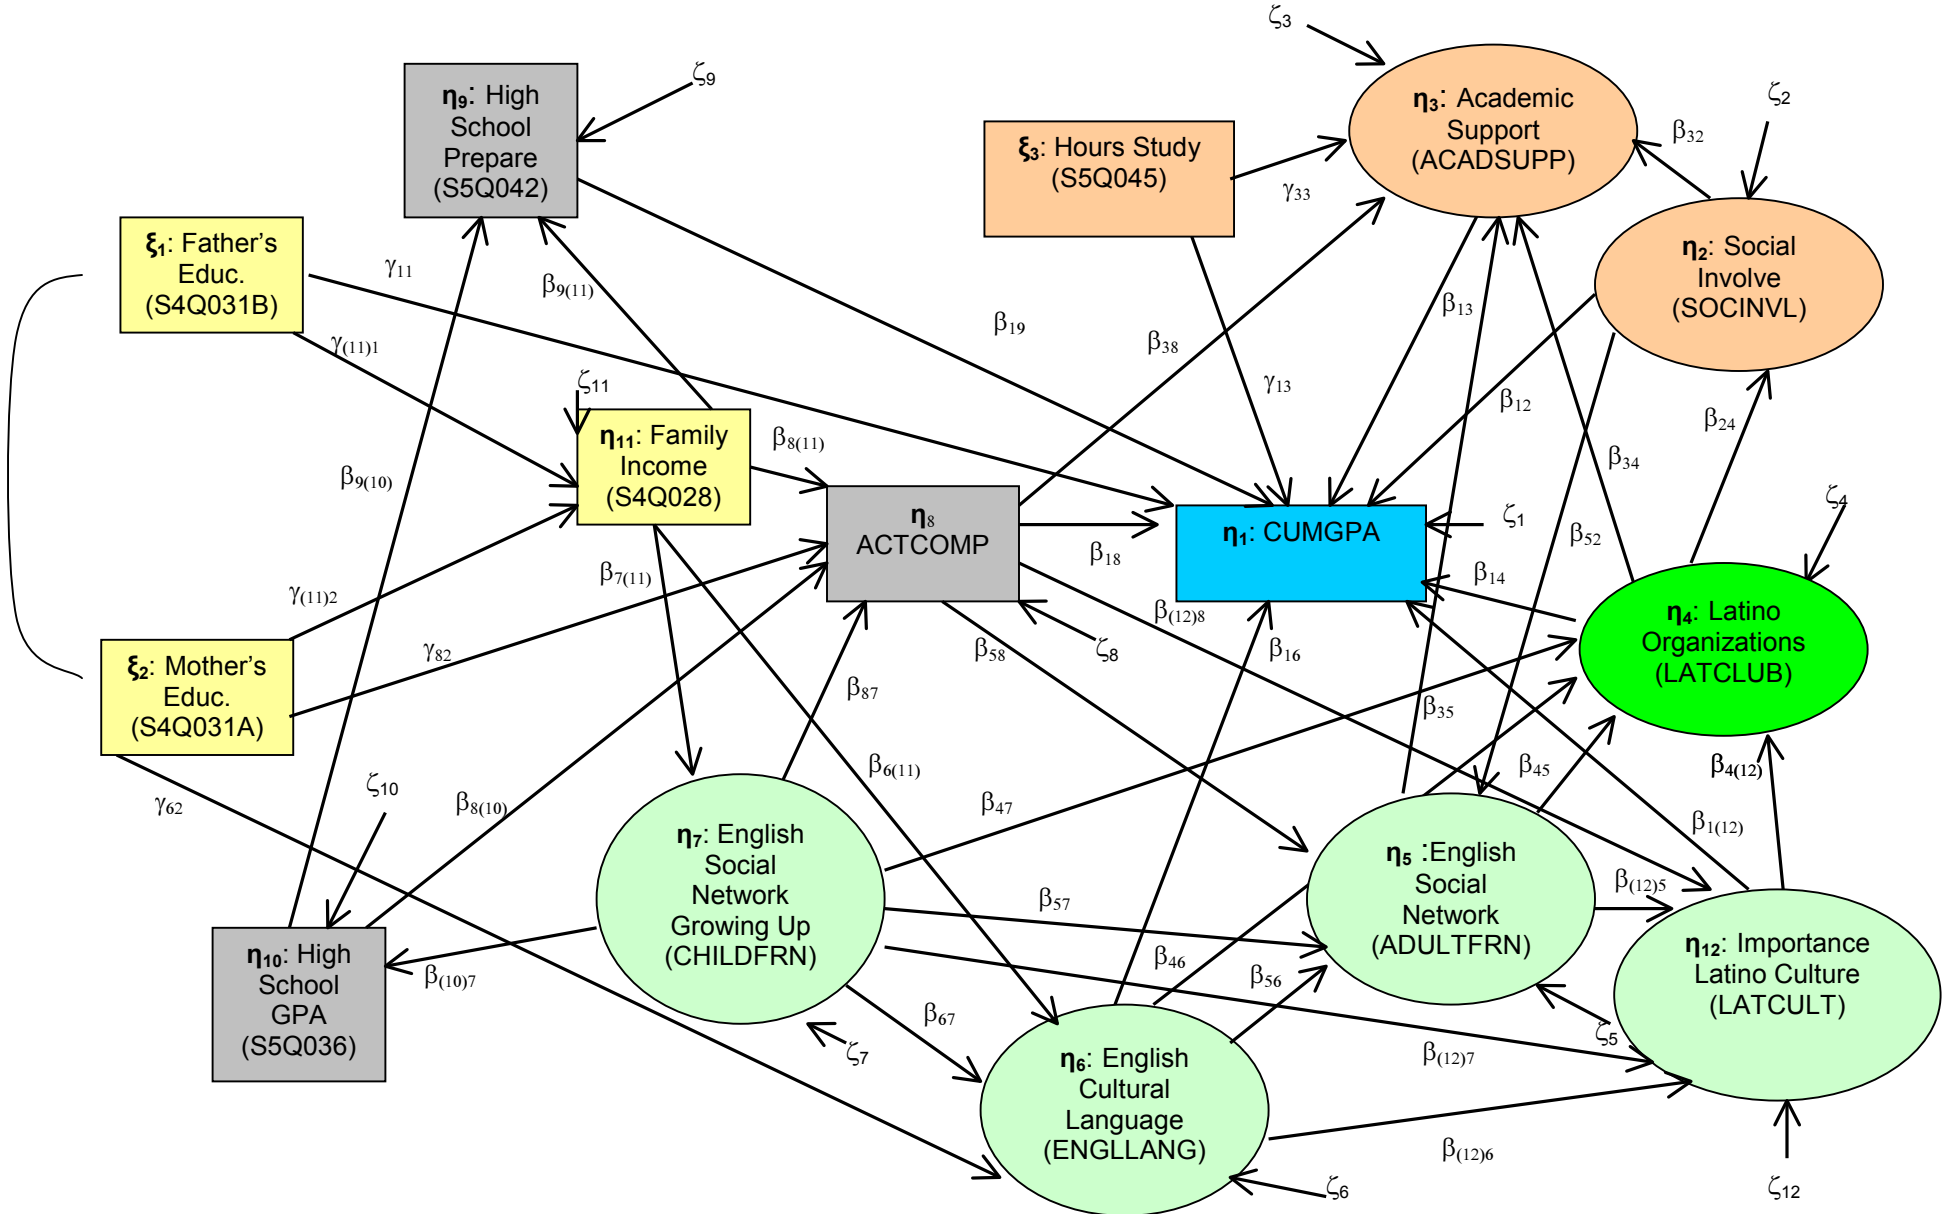 ζ3
ζ9
η9: High
School
Prepare
(S5Q042)
η3: Academic
Support
(ACADSUPP)
ζ2
β32
ξ3: Hours Study
(S5Q045)
γ33
ξ1: Father's
Educ.
(S4Q031B)
γ11
β9(11)
η2: Social
Involve
(SOCINVL)
β19
β13
β38
γ(11)1
ζ11
γ13
β12
β24
η11: Family
Income
(S4Q028)
β8(11)
β9(10)
β34
η8
ACTCOMP
β18
η1: CUMGPA
ζ1
β52
ζ4
β7(11)
β14
γ(11)2
β(12)8
η4: Latino
Organizations
(LATCLUB)
γ82
β58
ζ8
β16
ξ2: Mother's
Educ.
(S4Q031A)
β87
β35
β6(11)
β45
β4(12)
ζ10
γ62
β8(10)
β47
β1(12)
η7: English
Social
Network
Growing Up
(CHILDFRN)
η5 :English
Social
Network
(ADULTFRN)
β(12)5
β57
η12: Importance
Latino Culture
(LATCULT)
η10: High
School
GPA
(S5Q036)
β(10)7
β46
β56
β67
ζ7
ζ5
β(12)7
η6: English
Cultural
Language
(ENGLLANG)
β(12)6
ζ6
ζ12